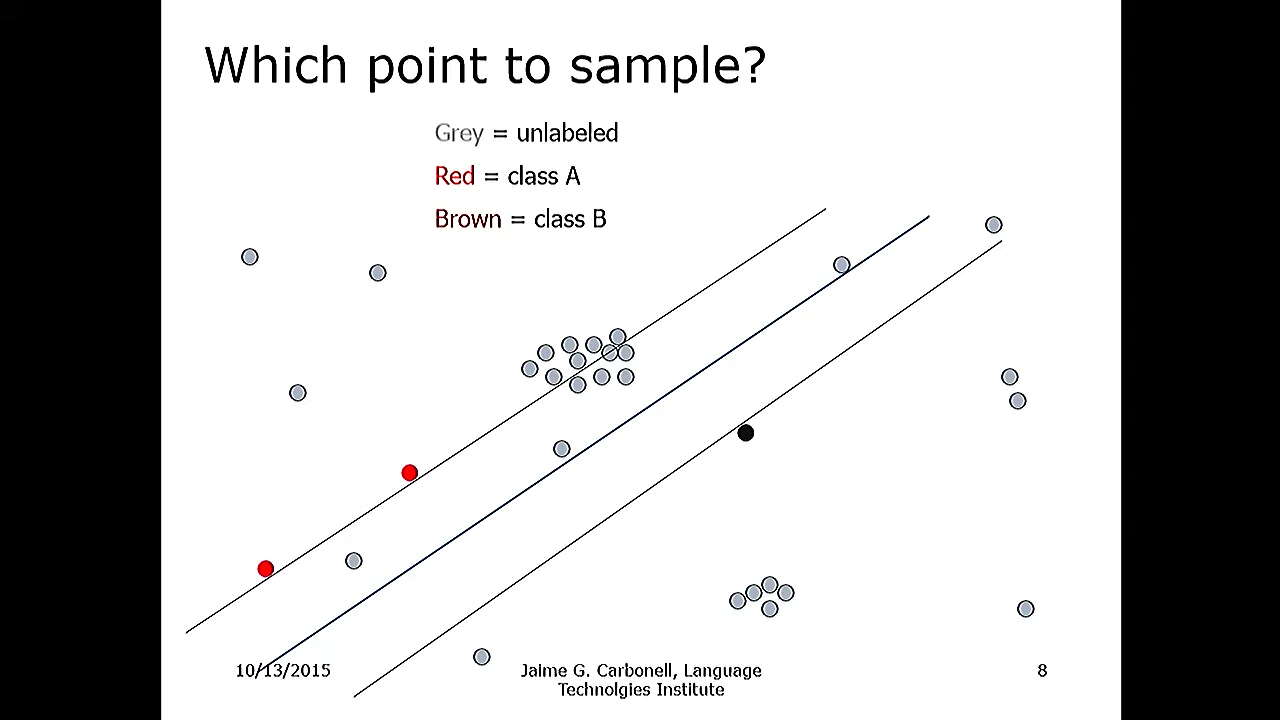 Which point to sample?
Grey = unlabeled
Red = class A
Brown = class B
10/13/2015
Jaime G. Carbonell, Language
Technolgies Institute
8